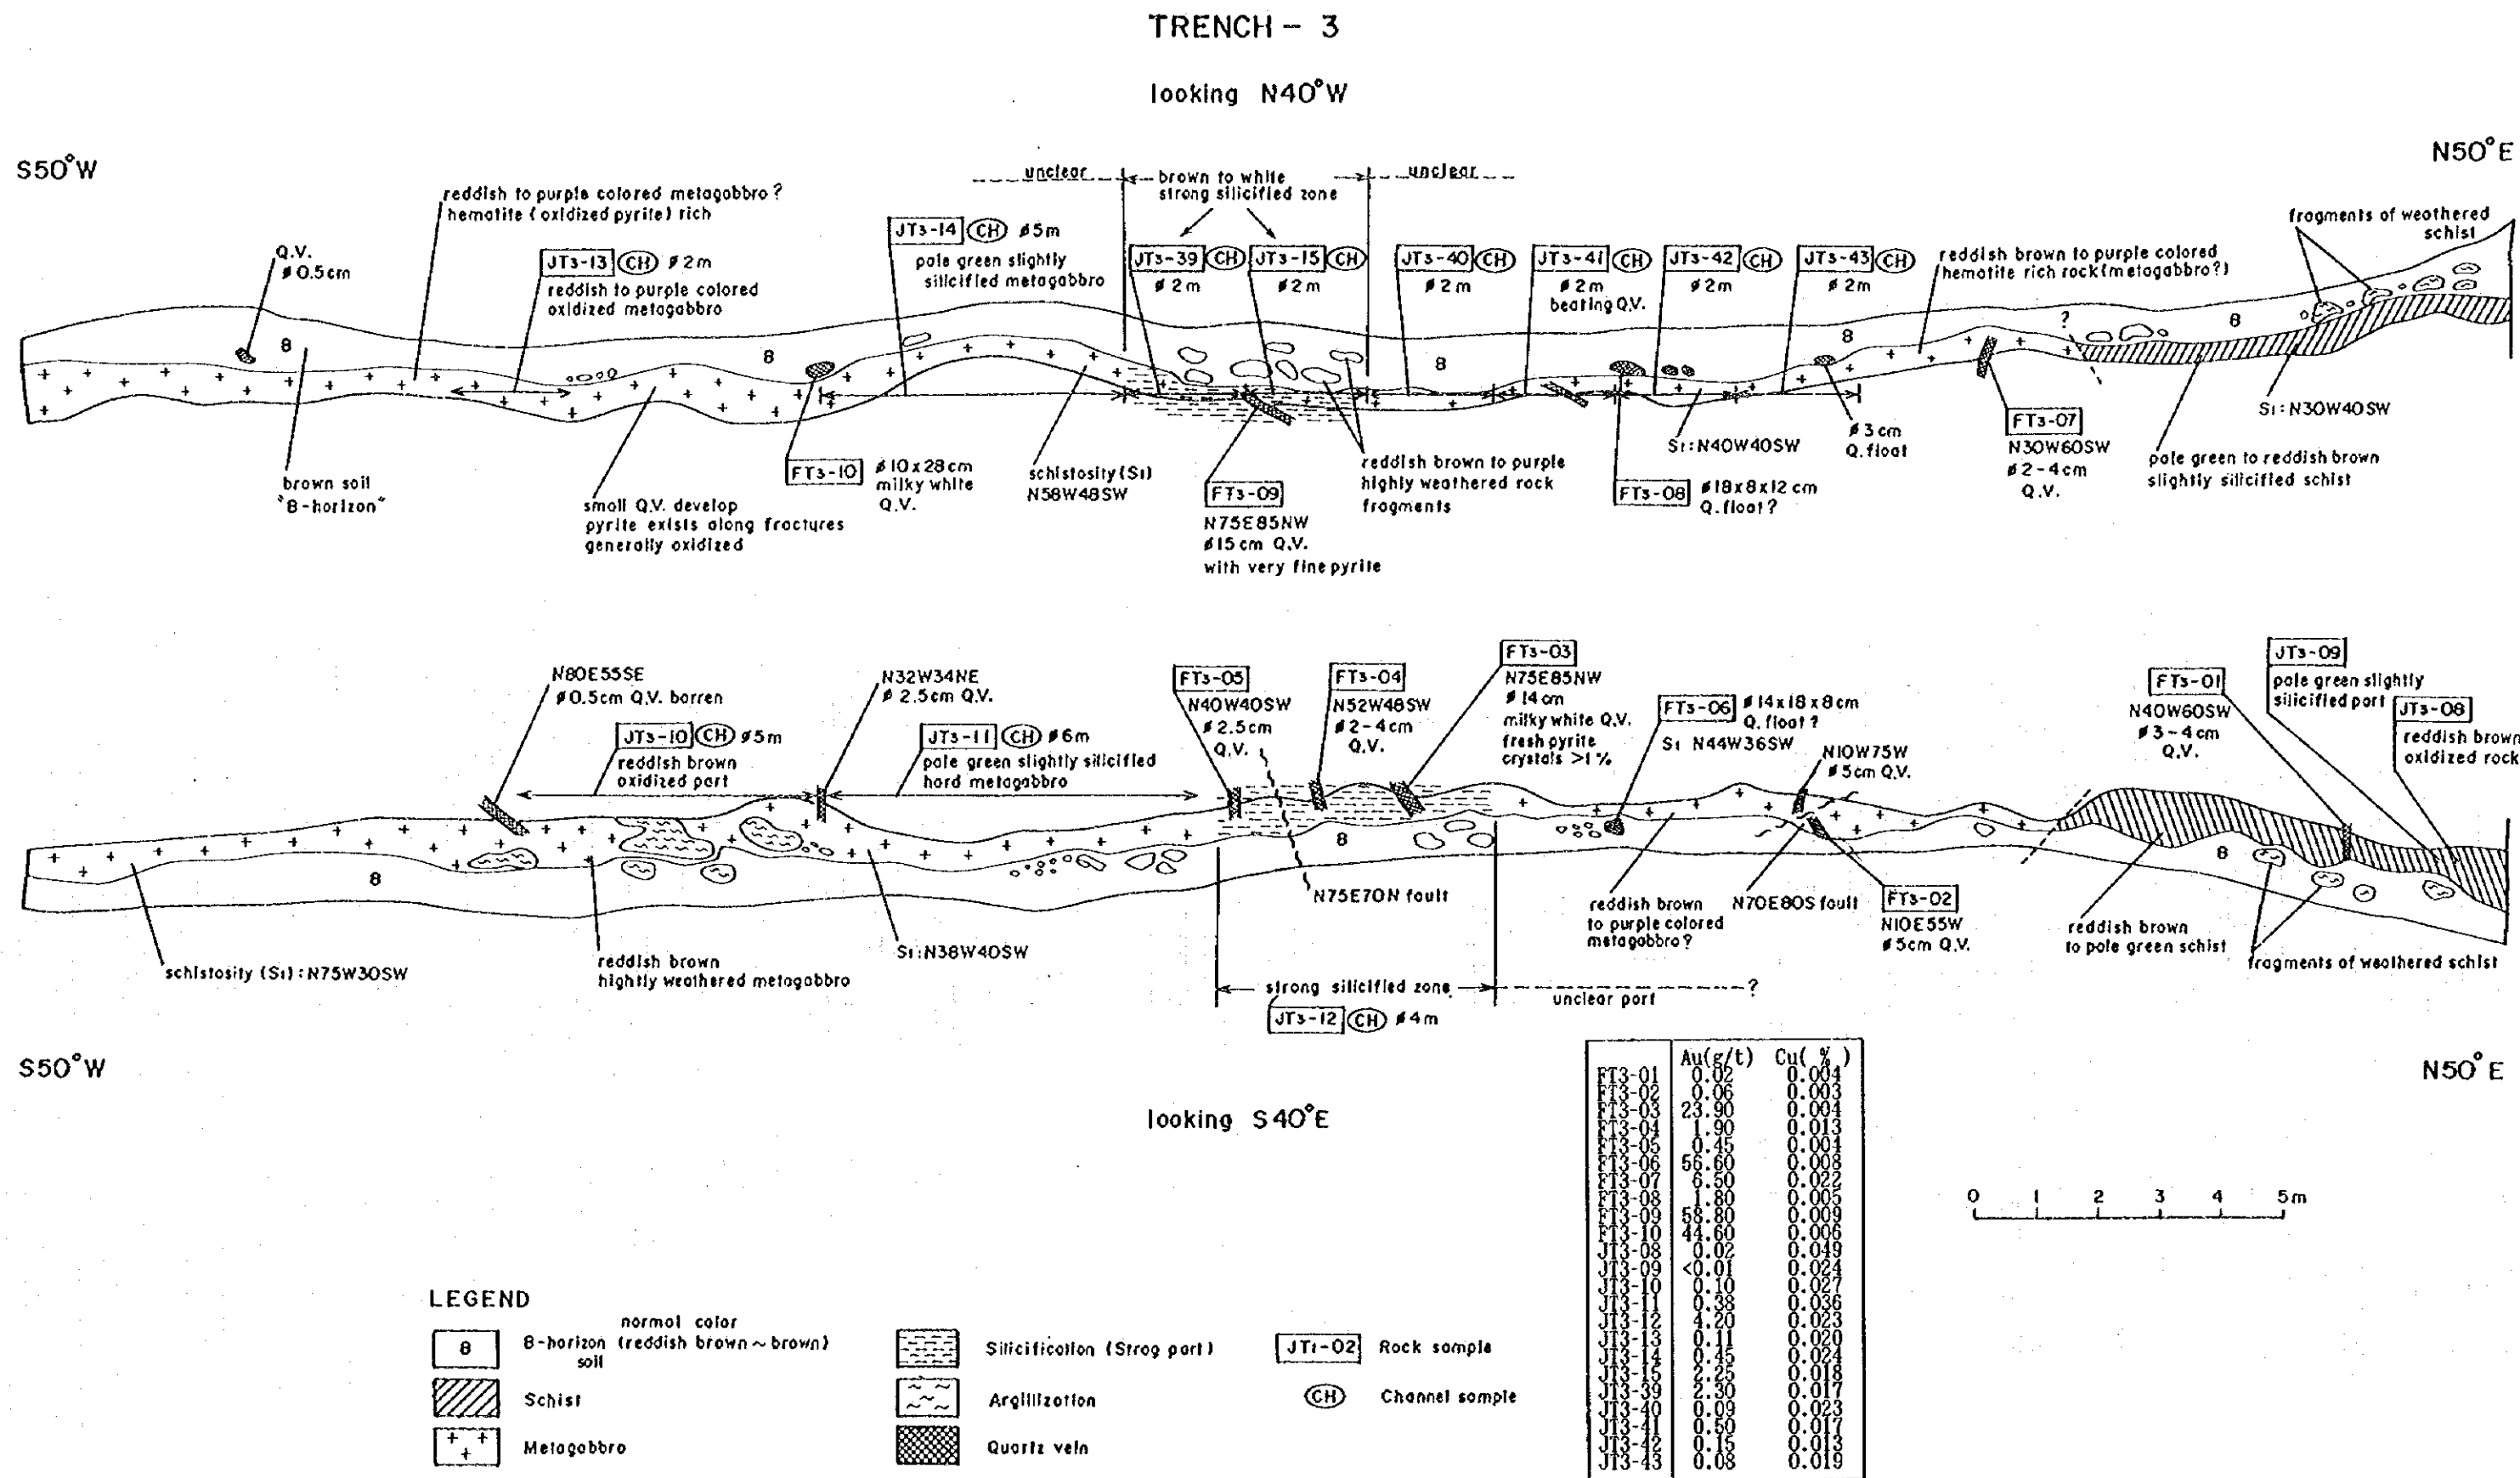 TRENCH - 3
looking N40°W
S50°W
N50°E
unclear
brown to white
strong silicified zone
unclear
reddish to purple colored metagabbro?
hematite (oxidized pyrite) rich
Q.V.
ø0.5cm
JT3-13 CH ø2m
reddish to purple colored
oxidized metagabbro
JT3-14 CH ø5m
pale green slightly
silicified metagabbro
JT3-39 CH
ø2m
JT3-15 CH
ø2m
JT3-40 CH
ø2m
JT3-41 CH
ø2m
beating Q.V.
JT3-42 CH
ø2m
JT3-43 CH
ø2m
reddish brown to purple colored
hematite rich rock(metagabbro?)
fragments of weathered
schist
B
B
B
B
?
B
brown soil
"B-horizon"
small Q.V. develop
pyrite exists along fractures
generally oxidized
FT3-10 ø10x28cm
milky white
Q.V.
schistosity(S1)
N58W48SW
FT3-09
N75E85NW
ø15cm Q.V.
with very fine pyrite
reddish brown to purple
highly weathered rock
fragments
FT3-08 ø18x8x12 cm
Q.float?
S1:N40W40SW
ø3cm
Q.float
FT3-07
N30W60SW
ø2-4cm
Q.V.
pale green to reddish brown
slightly silicified schist
S1:N30W40SW
N80E55SE
ø0.5cm Q.V. barren
JT3-10 CH ø5m
reddish brown
oxidized part
N32W34NE
ø2.5cm Q.V.
JT3-11 CH ø6m
pale green slightly silicified
hard metagabbro
FT3-05
N40W40SW
ø2.5cm
Q.V.
FT3-04
N52W48SW
ø2-4cm
Q.V.
FT3-03
N75E85NW
ø14cm
milky white Q.V.
fresh pyrite
crystals >1%
FT3-06 ø14x18x8cm
Q.float?
S1 N44W36SW
N10W75W
ø5cm Q.V.
FT3-01
N40W60SW
ø3-4cm
Q.V.
JT3-09
pale green slightly
silicified part
JT3-08
reddish brown
oxidized rock
B
B
B
schistosity (S1):N75W30SW
reddish brown
hightly weathered metagabbro
S1:N38W40SW
N75E70N fault
reddish brown
to purple colored
metagabbro?
N70E80S fault
FT3-02
N10E55W
ø5cm Q.V.
reddish brown
to pale green schist
fragments of weathered schist
strong silicified zone
unclear part ?
JT3-12 CH ø4m
S50°W
N50°E
looking S40°E
Au(g/t) Cu( % )
FT3-01 0.02 0.004
FT3-02 0.06 0.003
FT3-03 23.90 0.004
FT3-04 1.90 0.013
FT3-05 0.45 0.004
FT3-06 56.60 0.008
FT3-07 6.50 0.022
FT3-08 1.80 0.005
FT3-09 58.80 0.009
FT3-10 44.60 0.006
JT3-08 0.02 0.049
JT3-09 <0.01 0.024
JT3-10 0.10 0.027
JT3-11 0.38 0.036
JT3-12 4.20 0.023
JT3-13 0.11 0.020
JT3-14 0.45 0.024
JT3-15 2.25 0.018
JT3-39 2.30 0.017
JT3-40 0.09 0.023
JT3-41 0.50 0.017
JT3-42 0.15 0.013
JT3-43 0.08 0.019
0 1 2 3 4 5m
LEGEND
normal color
B B-horizon (reddish brown ~ brown)
soil
Schist
Metagabbro
Silicification (Strog part)
Argillization
Quartz vein
JT1-02 Rock sample
CH Channel sample